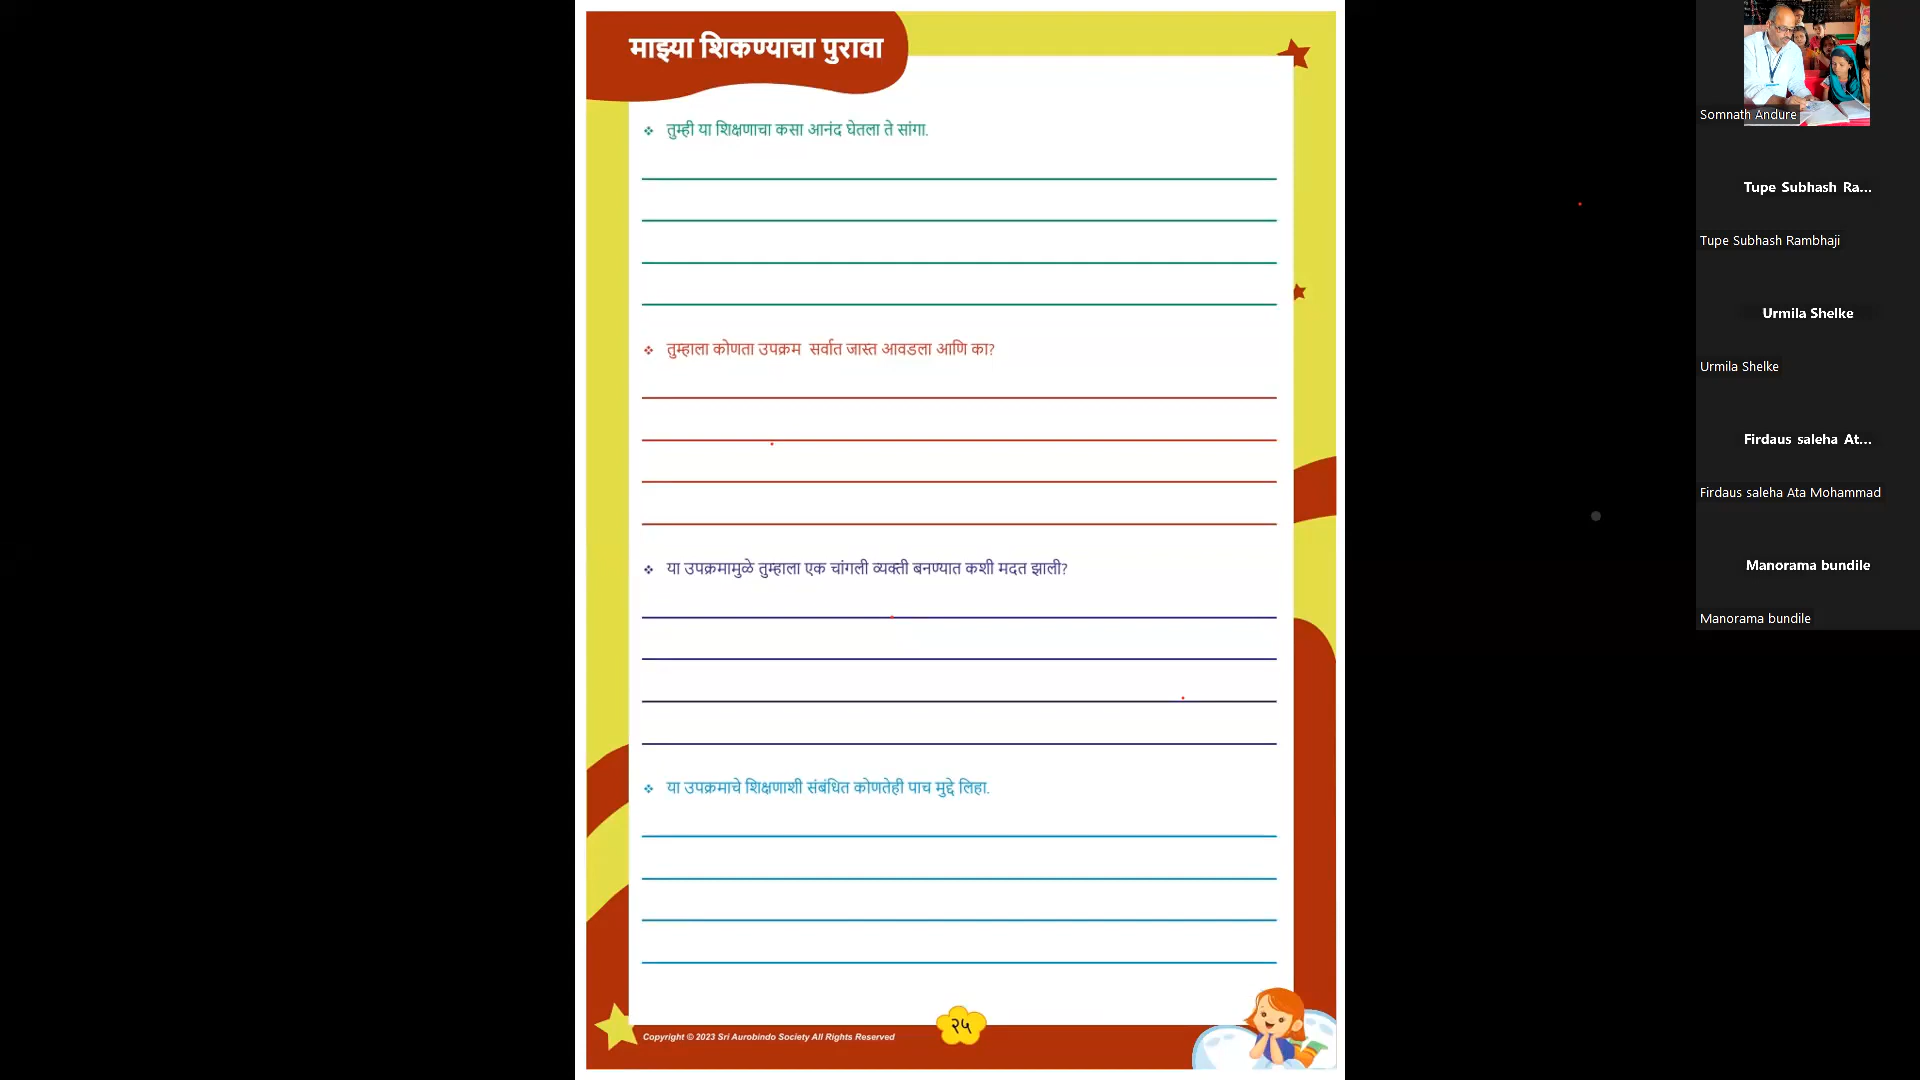 माझ्या शिकण्याचा पुरावा
❖ तुम्ही या शिक्षणाचा कसा आनंद घेतला ते सांगा.
❖ तुम्हाला कोणता उपक्रम सर्वात जास्त आवडला आणि का?
❖ या उपक्रमामुळे तुम्हाला एक चांगली व्यक्ती बनण्यात कशी मदत झाली?
❖ या उपक्रमाचे शिक्षणाशी संबंधित कोणतेही पाच मुद्दे लिहा.
Copyright © 2023 Sri Aurobindo Society All Rights Reserved
२५
Somnath Andure
Tupe Subhash Ra...
Tupe Subhash Rambhaji
Urmila Shelke
Urmila Shelke
Firdaus saleha At...
Firdaus saleha Ata Mohammad
Manorama bundile
Manorama bundile